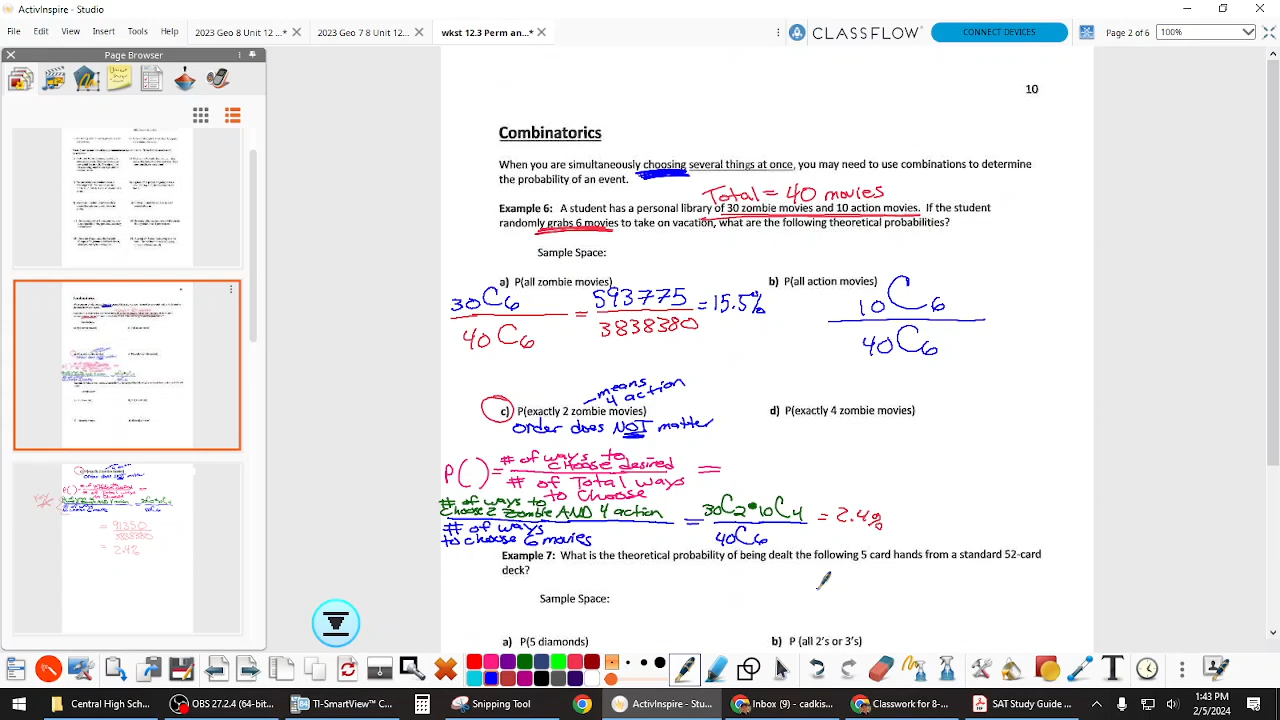 ActivInspire - Studio
2023 Geo 8 Unit 12 ...*
2023 Geo 7 8 Unit 12...
wkst 12.3 Perm an...*
CLASSFLOW
CONNECT DEVICES
Page 2 of 6
100%
File Edit View Insert Tools Help
Page Browser
10
Combinatorics
When you are simultaneously choosing several things at once, you may need to use combinations to determine
the probability of an event.
Total = 40 movies
Example 6: A student has a personal library of 30 zombie movies and 10 action movies. If the student
randomly grabs 6 movies to take on vacation, what are the following theoretical probabilities?
Sample Space:
a) P(all zombie movies)
30C6 / 40C6 = 593775 / 3838380 = 15.5%
b) P(all action movies)
10C6 / 40C6
means
4 action
c) P(exactly 2 zombie movies)
order does NOT matter
d) P(exactly 4 zombie movies)
P( ) = # of ways to
choose desired
# of Total ways
to choose
=
# of ways to
choose 2 zombie AND 4 action
# of ways
to choose 6 movies
= 30C2 • 10C4 / 40C6 = 2.4%
Example 7: What is the theoretical probability of being dealt the following 5 card hands from a standard 52-card
deck?
Sample Space:
a) P(5 diamonds)
b) P (all 2's or 3's)
= 91350
3838380
= 2.4%
Central High School...
OBS 27.2.4 (64-bit...
84
TI-SmartView™ C...
Snipping Tool
ActivInspire - Stu...
Inbox - cadkins...
Classwork for 8-...
SAT Study Guide ...
1:43 PM
2/5/2024